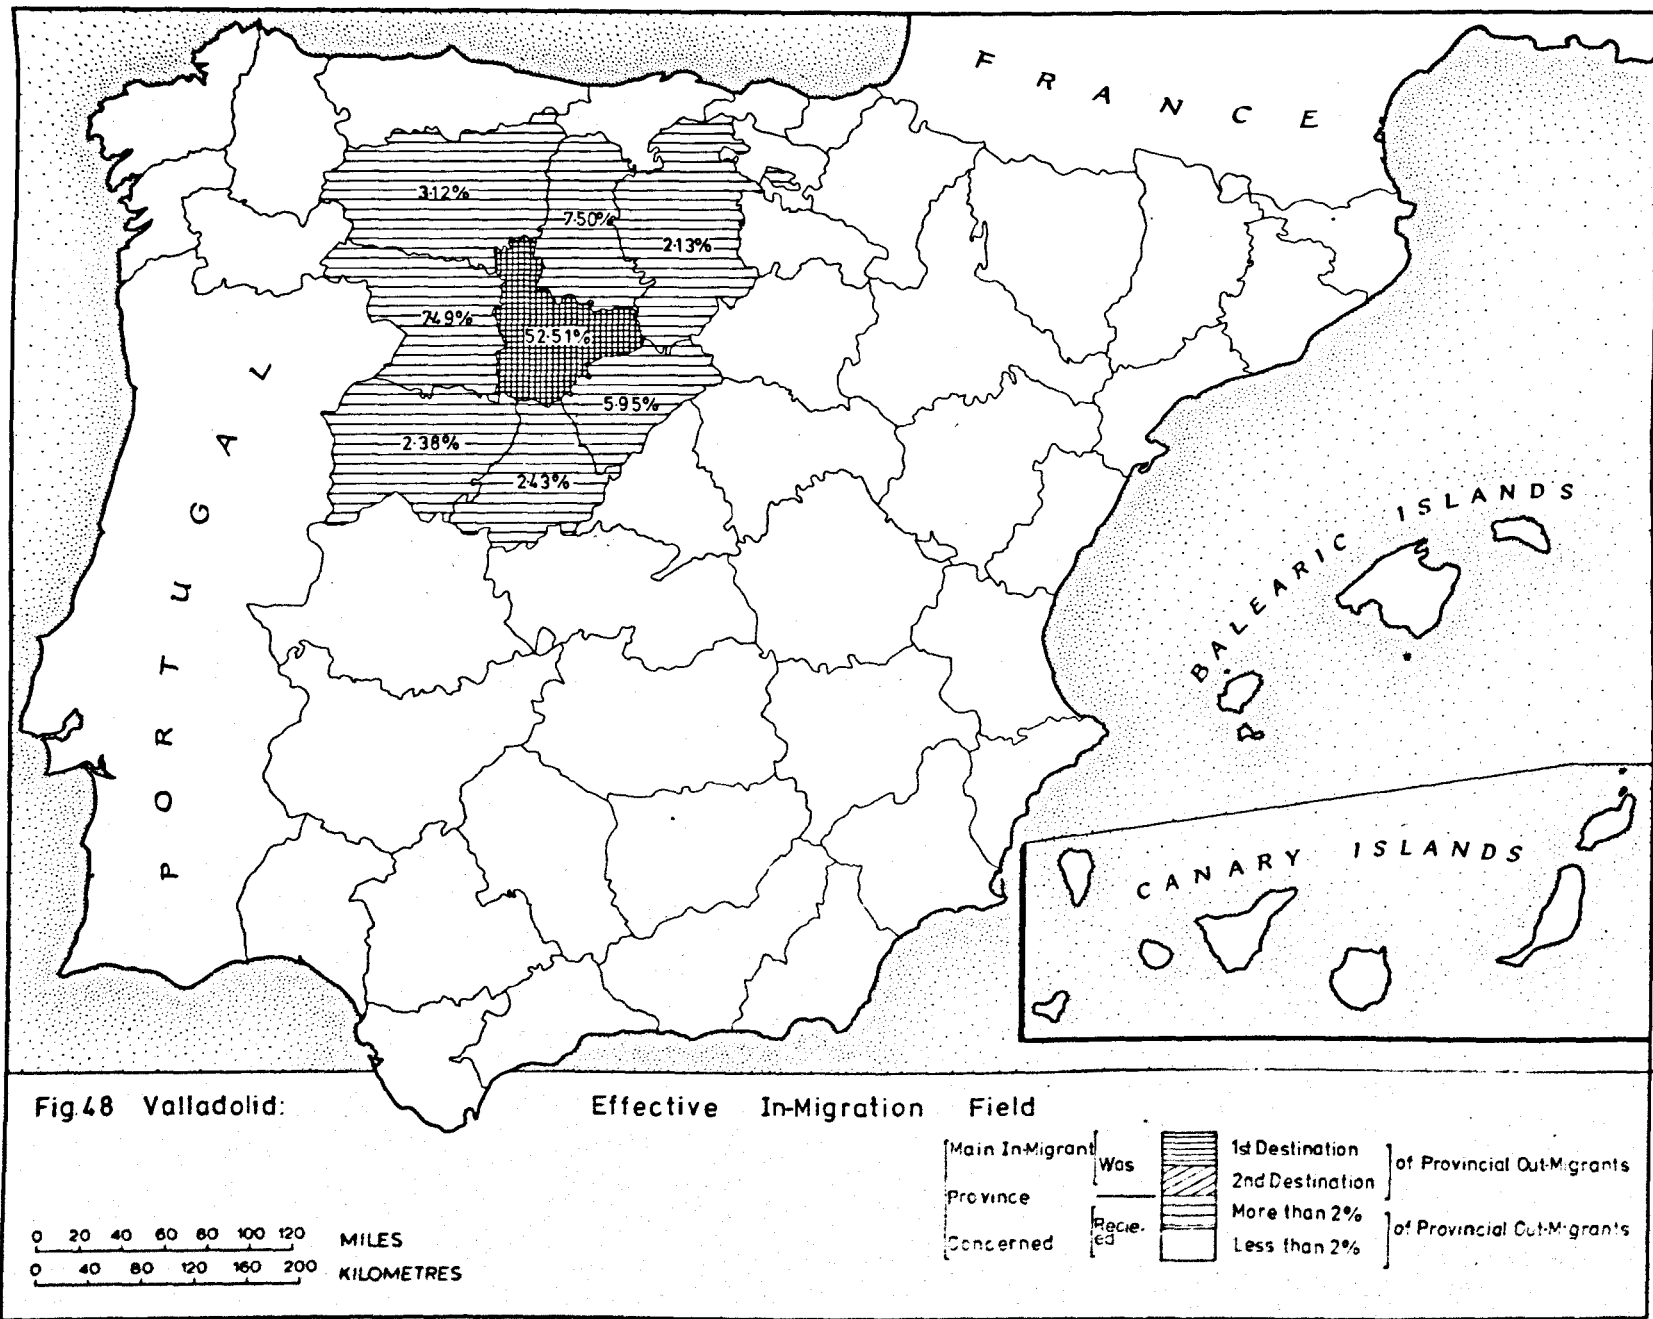 FRANCE
3·12%
7·50%
2·13%
7·49%
52·51%
5·95%
2·38%
2·43%
PORTUGAL
BALEARIC ISLANDS
CANARY ISLANDS
Fig.48 Valladolid: Effective In-Migration Field
Main In-Migrant Was 1st Destination of Provincial Out-Migrants
2nd Destination
Province
Recie. More than 2% of Provincial Out-Migrants
Concerned ed Less than 2%
0 20 40 60 80 100 120 MILES
0 40 80 120 160 200 KILOMETRES